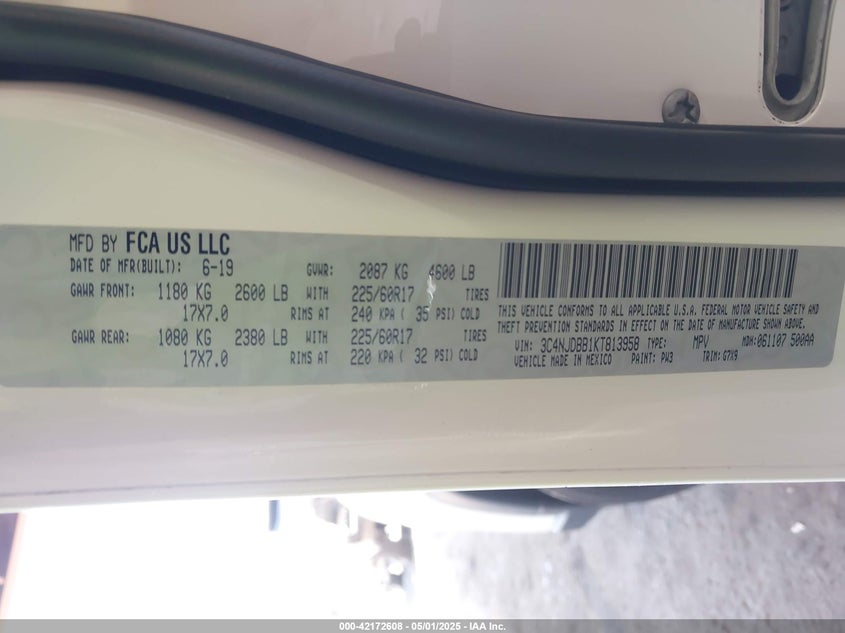 MFD BY FCA US LLC
DATE OF MFR(BUILT): 6-19 GVWR: 2087 KG 4600 LB
GAWR FRONT: 1180 KG 2600 LB WITH 225/60R17 TIRES
17X7.0 RIMS AT 240 KPA ( 35 PSI) COLD
GAWR REAR: 1080 KG 2380 LB WITH 225/60R17 TIRES
17X7.0 RIMS AT 220 KPA ( 32 PSI) COLD
THIS VEHICLE CONFORMS TO ALL APPLICABLE U.S.A. FEDERAL MOTOR VEHICLE SAFETY AND
THEFT PREVENTION STANDARDS IN EFFECT ON THE DATE OF MANUFACTURE SHOWN ABOVE.
VIN: 3C4NJDBB1KT813958 TYPE: MPV MDH: 061107 500AA
VEHICLE MADE IN MEXICO PAINT: PW3 TRIM: G7X9
000-42172608 - 05/01/2025 - IAA Inc.